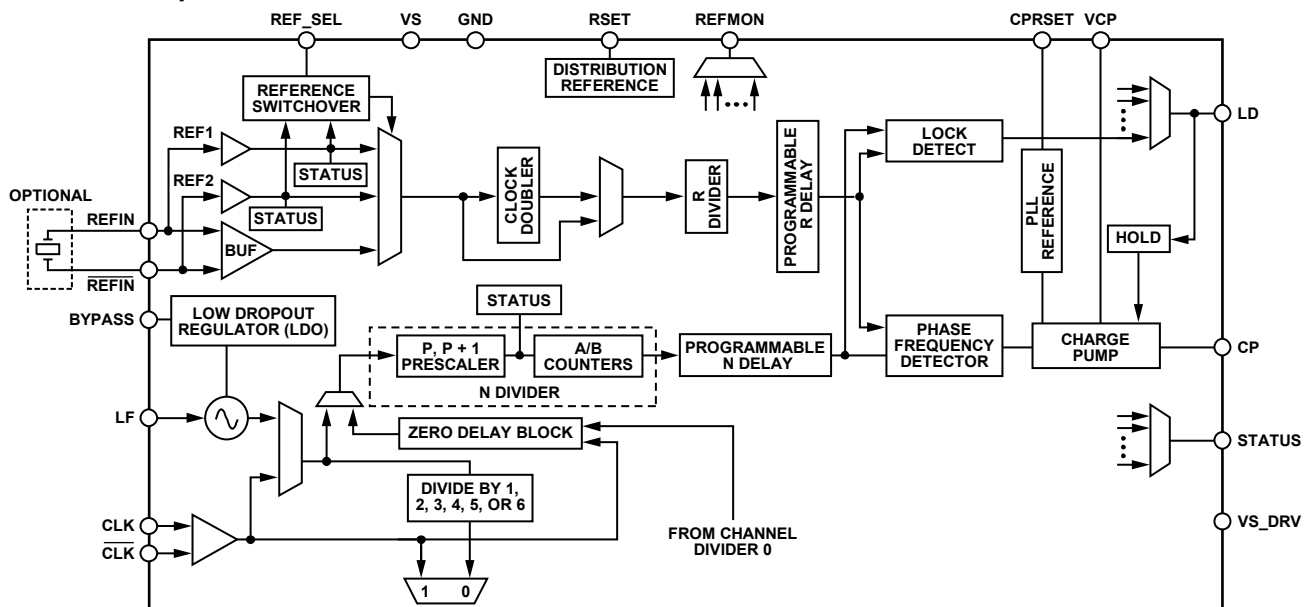 REF_SEL
VS
GND
RSET
REFMON
CPRSET
VCP
DISTRIBUTION
REFERENCE
REFERENCE
SWITCHOVER
REF1
STATUS
REF2
STATUS
OPTIONAL
REFIN
BUF
REFIN
CLOCK
DOUBLER
R
DIVIDER
PROGRAMMABLE
R DELAY
LOCK
DETECT
LD
PLL
REFERENCE
HOLD
BYPASS
LOW DROPOUT
REGULATOR (LDO)
STATUS
P, P + 1
PRESCALER
A/B
COUNTERS
N DIVIDER
PROGRAMMABLE
N DELAY
PHASE
FREQUENCY
DETECTOR
CHARGE
PUMP
CP
LF
ZERO DELAY BLOCK
STATUS
DIVIDE BY 1,
2, 3, 4, 5, OR 6
CLK
CLK
FROM CHANNEL
DIVIDER 0
VS_DRV
1 0